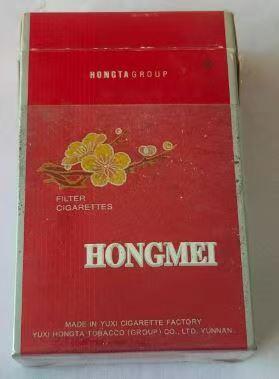 HONGTA GROUP
FILTER
CIGARETTES
HONGMEI
MADE IN YUXI CIGARETTE FACTORY
YUXI HONGTA TOBACCO (GROUP) CO., LTD. YUNNAN.